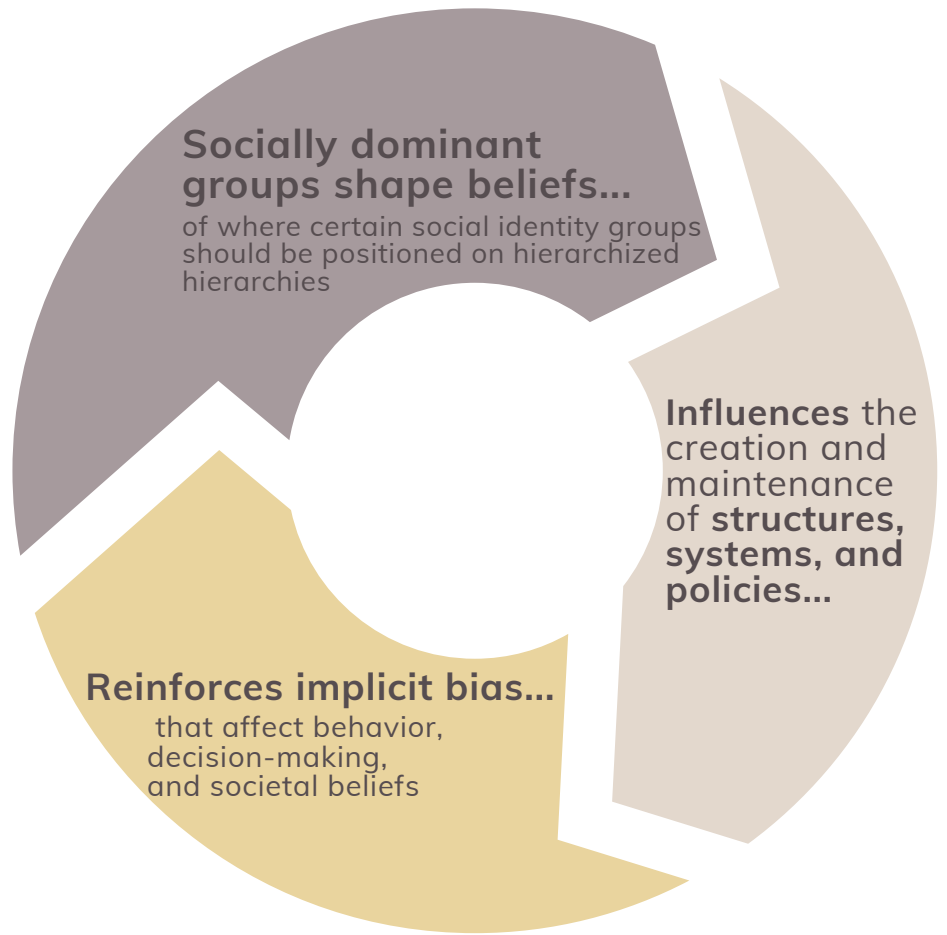 Socially dominant
groups shape beliefs...
of where certain social identity groups
should be positioned on hierarchized
hierarchies
Influences the
creation and
maintenance
of structures,
systems, and
policies...
Reinforces implicit bias...
that affect behavior,
decision-making,
and societal beliefs